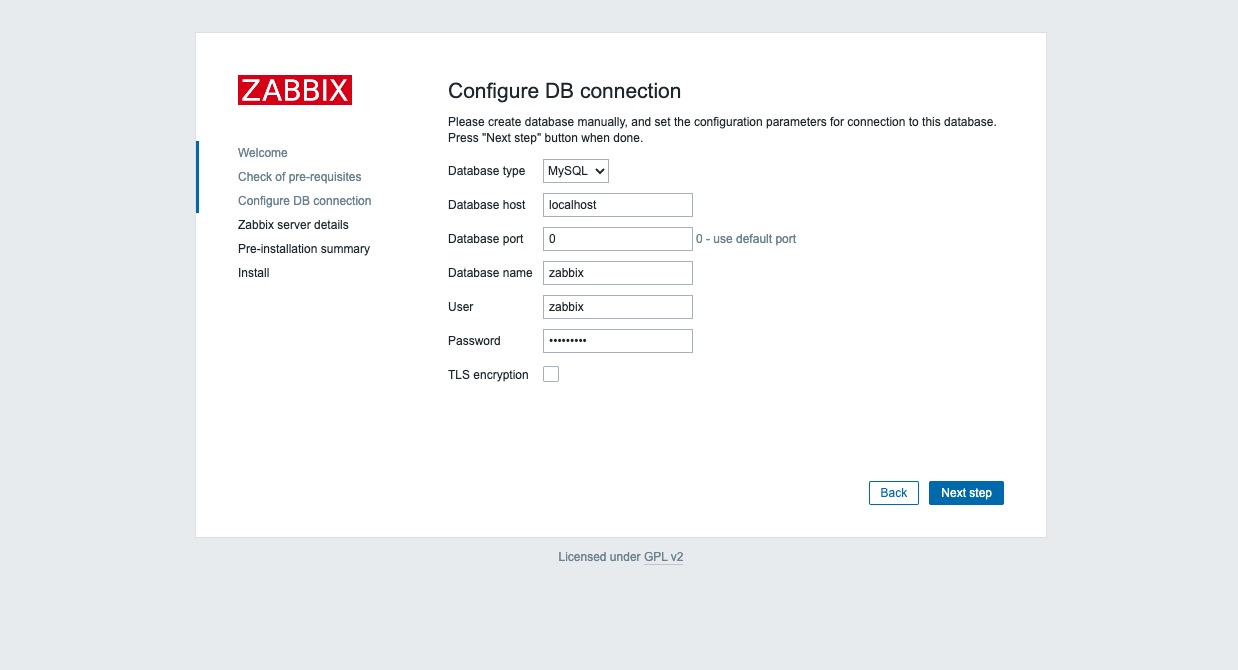 ZABBIX
Welcome
Check of pre-requisites
Configure DB connection
Zabbix server details
Pre-installation summary
Install
Configure DB connection
Please create database manually, and set the configuration parameters for connection to this database.
Press "Next step" button when done.
Database type MySQL
Database host localhost
Database port 0 0 - use default port
Database name zabbix
User zabbix
Password •••••••••
TLS encryption
Back Next step
Licensed under GPL v2